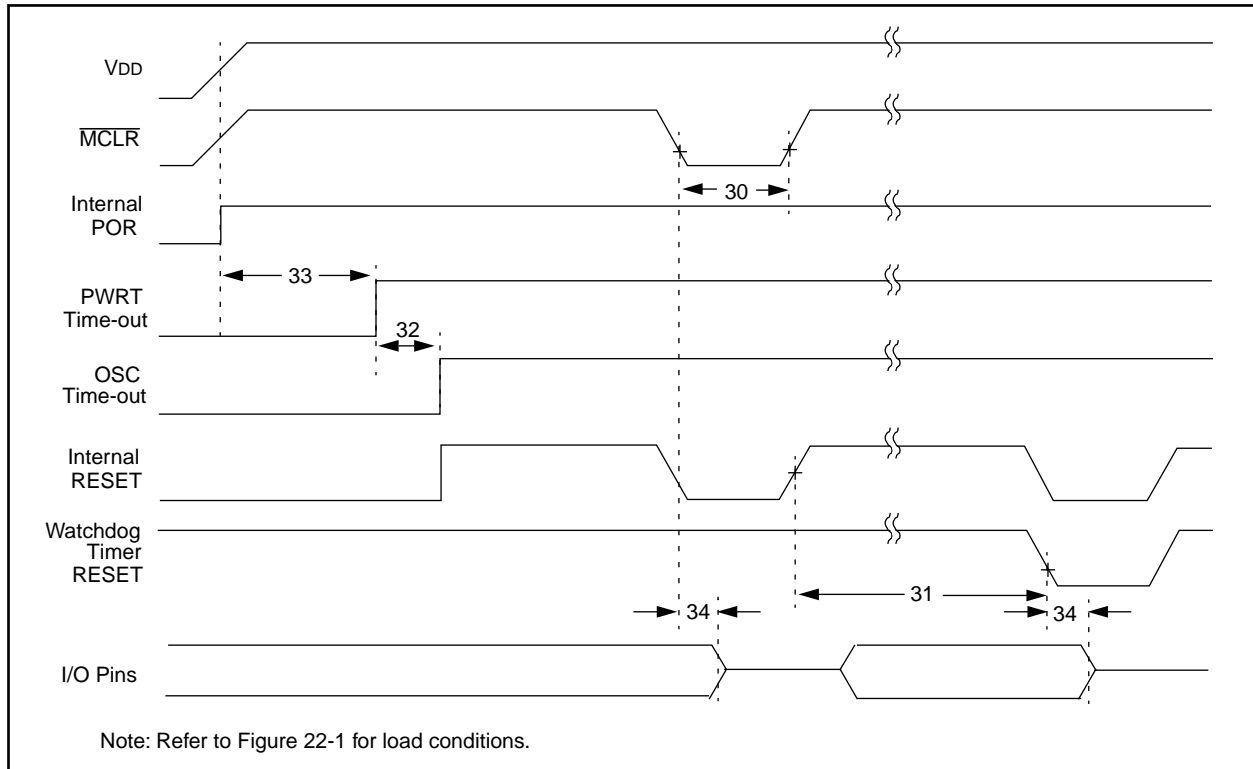 VDD
MCLR
30
Internal
POR
33
PWRT
Time-out
32
OSC
Time-out
Internal
RESET
Watchdog
Timer
RESET
31
34
34
I/O Pins
Note: Refer to Figure 22-1 for load conditions.